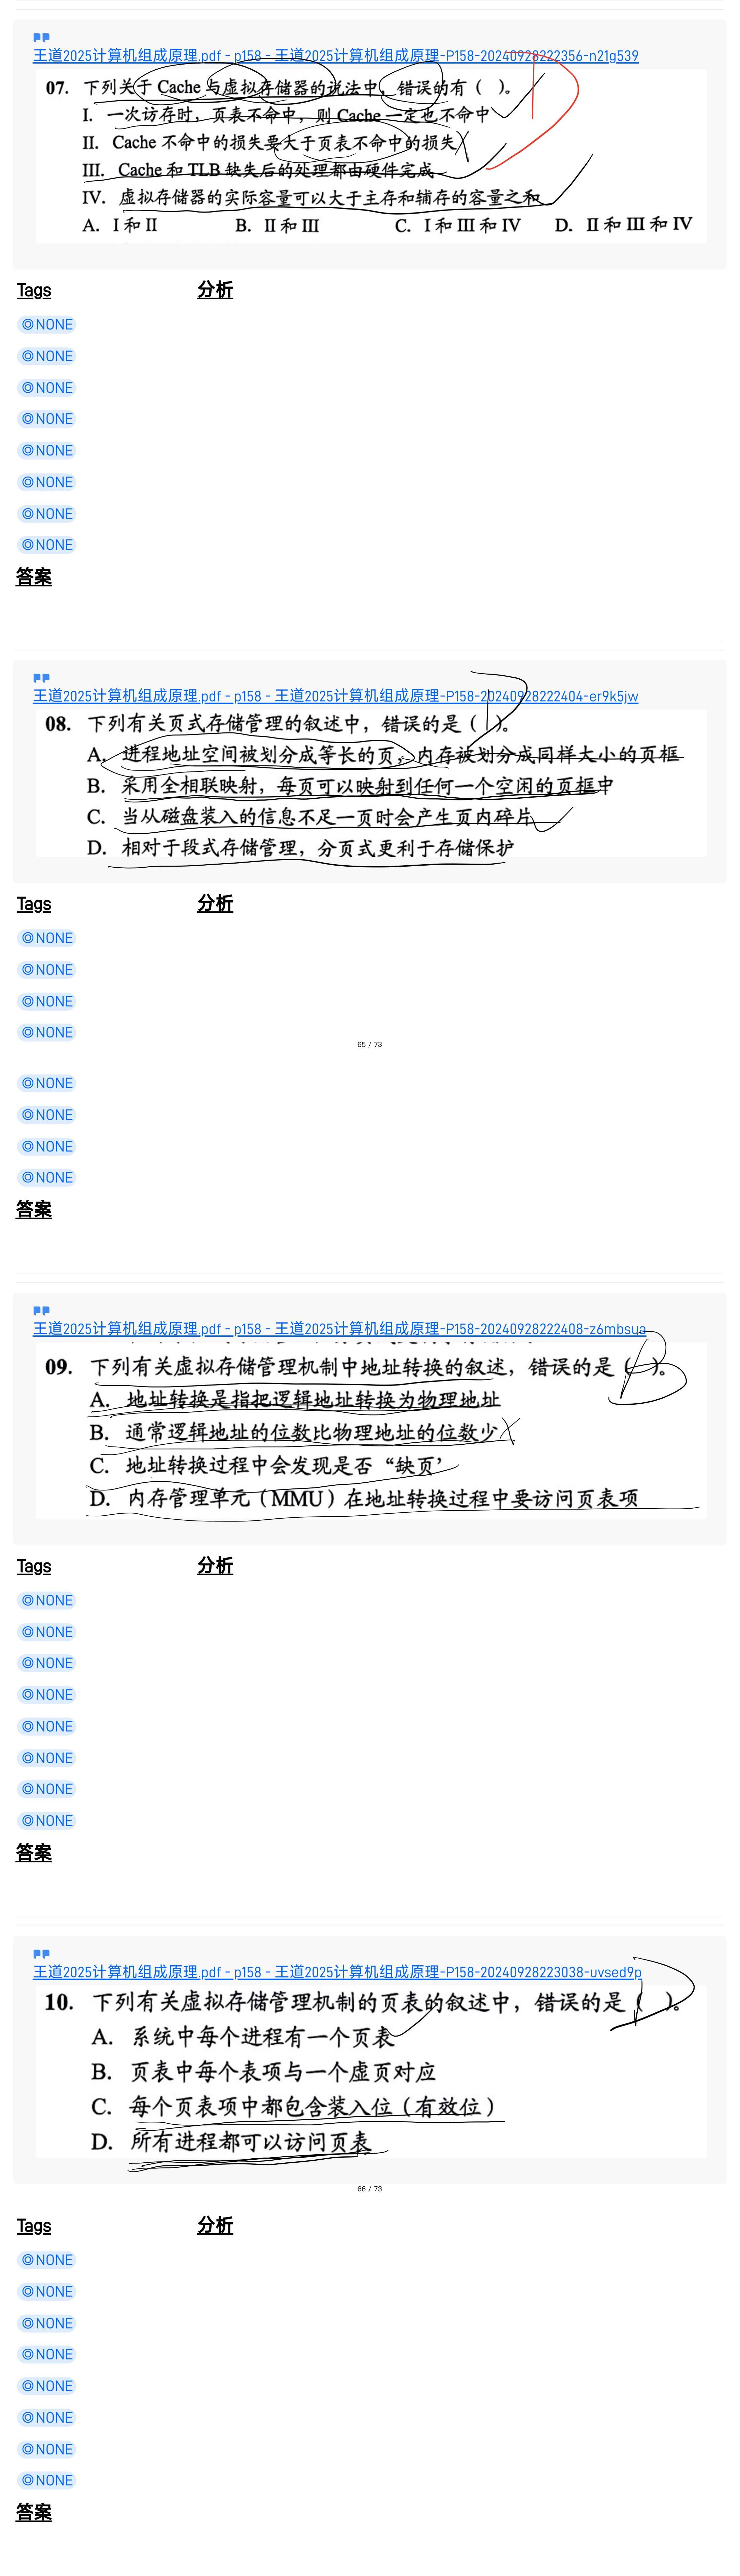 王道2025计算机组成原理.pdf - p158 - 王道2025计算机组成原理-P158-20240928222356-n21g539
07. 下列关于 Cache 与虚拟存储器的说法中，错误的有（ ）。
D
I. 一次访存时，页表不命中，则 Cache 一定也不命中
II. Cache 不命中的损失要大于页表不命中的损失
III. Cache 和 TLB 缺失后的处理都由硬件完成
IV. 虚拟存储器的实际容量可以大于主存和辅存的容量之和
A. I 和 II B. II 和 III C. I 和 III 和 IV D. II 和 III 和 IV
Tags 分析
NONE
NONE
NONE
NONE
NONE
NONE
NONE
NONE
答案
王道2025计算机组成原理.pdf - p158 - 王道2025计算机组成原理-P158-20240928222404-er9k5jw
08. 下列有关页式存储管理的叙述中，错误的是（ ）。
D
A. 进程地址空间被划分成等长的页，内存被划分成同样大小的页框
B. 采用全相联映射，每页可以映射到任何一个空闲的页框中
C. 当从磁盘装入的信息不足一页时会产生页内碎片
D. 相对于段式存储管理，分页式更利于存储保护
Tags 分析
NONE
NONE
NONE
NONE
65 / 73
NONE
NONE
NONE
NONE
答案
王道2025计算机组成原理.pdf - p158 - 王道2025计算机组成原理-P158-20240928222408-z6mbsua
09. 下列有关虚拟存储管理机制中地址转换的叙述，错误的是（ ）。
B
A. 地址转换是指把逻辑地址转换为物理地址
B. 通常逻辑地址的位数比物理地址的位数少
C. 地址转换过程中会发现是否“缺页’
D. 内存管理单元（MMU）在地址转换过程中要访问页表项
Tags 分析
NONE
NONE
NONE
NONE
NONE
NONE
NONE
NONE
答案
王道2025计算机组成原理.pdf - p158 - 王道2025计算机组成原理-P158-20240928223038-uvsed9p
10. 下列有关虚拟存储管理机制的页表的叙述中，错误的是（ ）。
D
A. 系统中每个进程有一个页表
B. 页表中每个表项与一个虚页对应
C. 每个页表项中都包含装入位（有效位）
D. 所有进程都可以访问页表
66 / 73
Tags 分析
NONE
NONE
NONE
NONE
NONE
NONE
NONE
NONE
答案